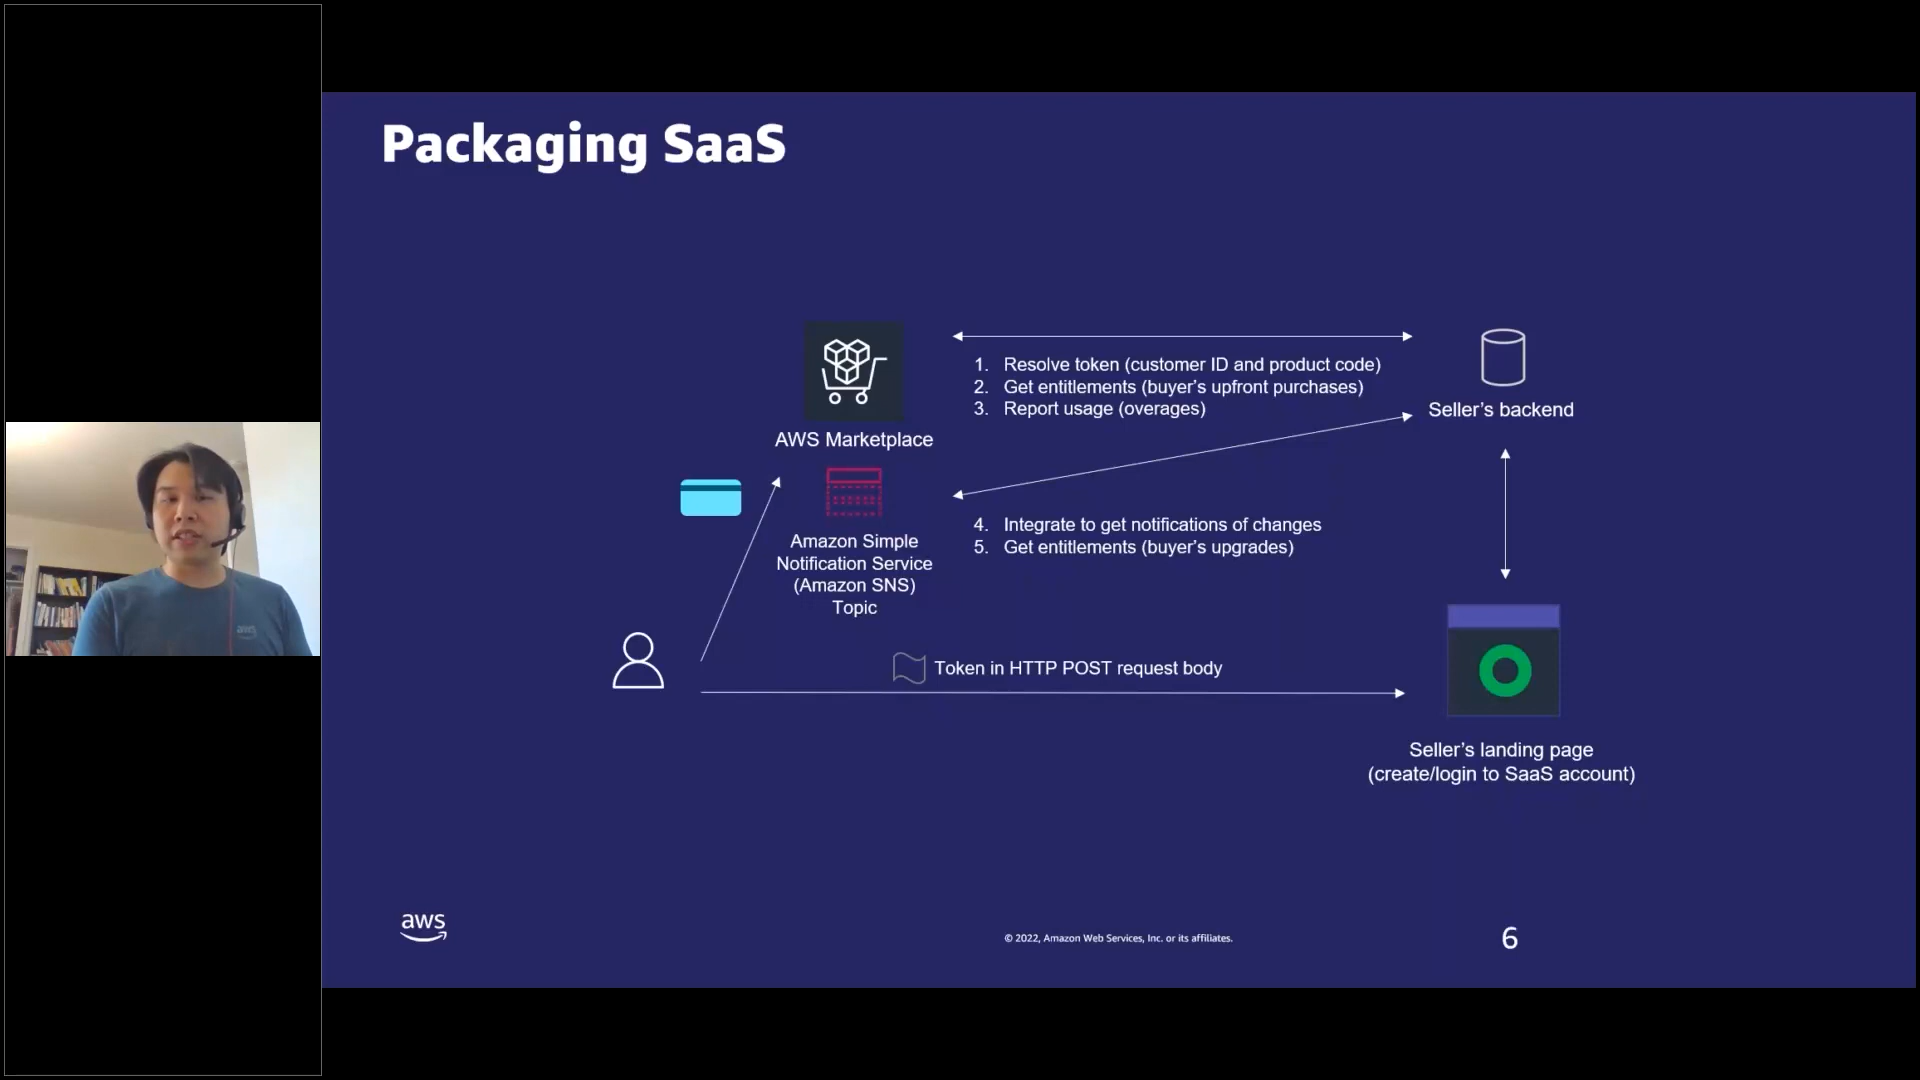 Packaging SaaS
1. Resolve token (customer ID and product code)
2. Get entitlements (buyer’s upfront purchases)
3. Report usage (overages)
Seller’s backend
AWS Marketplace
4. Integrate to get notifications of changes
5. Get entitlements (buyer’s upgrades)
Amazon Simple
Notification Service
(Amazon SNS)
Topic
aws
Token in HTTP POST request body
Seller’s landing page
(create/login to SaaS account)
aws
© 2022, Amazon Web Services, Inc. or its affiliates.
6